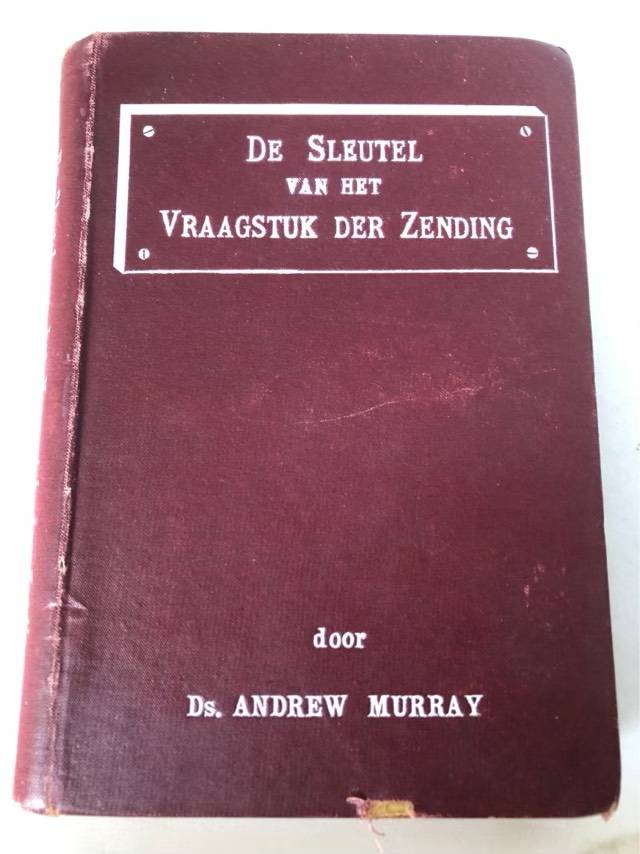 DE SLEUTEL
VAN HET
VRAAGSTUK DER ZENDING
door
Ds. ANDREW MURRAY